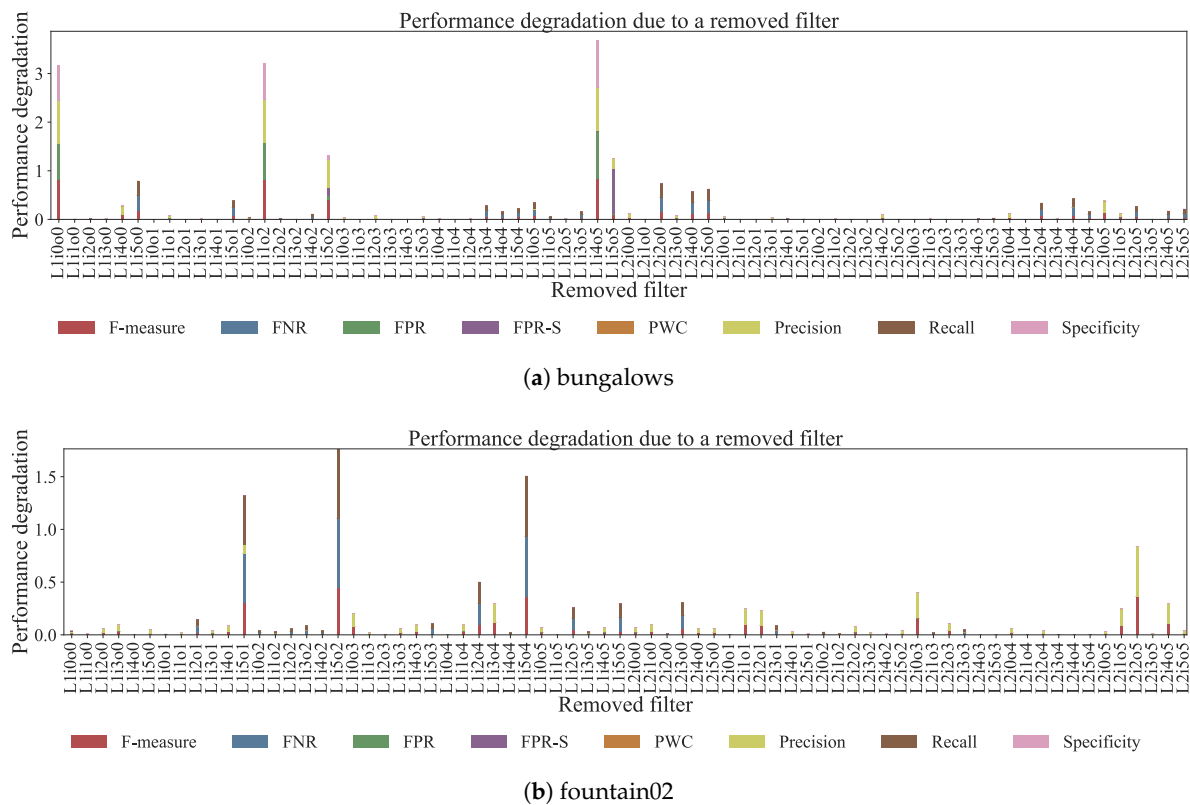 Performance degradation due to a removed filter
Performance degradation
3
2
1
0
L1i0o0 L1i1o0 L1i2o0 L1i3o0 L1i4o0 L1i5o0 L1i0o1 L1i1o1 L1i2o1 L1i3o1 L1i4o1 L1i5o1 L1i0o2 L1i1o2 L1i2o2 L1i3o2 L1i4o2 L1i5o2 L1i0o3 L1i1o3 L1i2o3 L1i3o3 L1i4o3 L1i5o3 L1i0o4 L1i1o4 L1i2o4 L1i3o4 L1i4o4 L1i5o4 L1i0o5 L1i1o5 L1i2o5 L1i3o5 L1i4o5 L1i5o5 L2i0o0 L2i1o0 L2i2o0 L2i3o0 L2i4o0 L2i5o0 L2i0o1 L2i1o1 L2i2o1 L2i3o1 L2i4o1 L2i5o1 L2i0o2 L2i1o2 L2i2o2 L2i3o2 L2i4o2 L2i5o2 L2i0o3 L2i1o3 L2i2o3 L2i3o3 L2i4o3 L2i5o3 L2i0o4 L2i1o4 L2i2o4 L2i3o4 L2i4o4 L2i5o4 L2i0o5 L2i1o5 L2i2o5 L2i3o5 L2i4o5 L2i5o5
Removed filter
F-measure FNR FPR FPR-S PWC Precision Recall Specificity
(a) bungalows
Performance degradation due to a removed filter
Performance degradation
1.5
1.0
0.5
0.0
L1i0o0 L1i1o0 L1i2o0 L1i3o0 L1i4o0 L1i5o0 L1i0o1 L1i1o1 L1i2o1 L1i3o1 L1i4o1 L1i5o1 L1i0o2 L1i1o2 L1i2o2 L1i3o2 L1i4o2 L1i5o2 L1i0o3 L1i1o3 L1i2o3 L1i3o3 L1i4o3 L1i5o3 L1i0o4 L1i1o4 L1i2o4 L1i3o4 L1i4o4 L1i5o4 L1i0o5 L1i1o5 L1i2o5 L1i3o5 L1i4o5 L1i5o5 L2i0o0 L2i1o0 L2i2o0 L2i3o0 L2i4o0 L2i5o0 L2i0o1 L2i1o1 L2i2o1 L2i3o1 L2i4o1 L2i5o1 L2i0o2 L2i1o2 L2i2o2 L2i3o2 L2i4o2 L2i5o2 L2i0o3 L2i1o3 L2i2o3 L2i3o3 L2i4o3 L2i5o3 L2i0o4 L2i1o4 L2i2o4 L2i3o4 L2i4o4 L2i5o4 L2i0o5 L2i1o5 L2i2o5 L2i3o5 L2i4o5 L2i5o5
Removed filter
F-measure FNR FPR FPR-S PWC Precision Recall Specificity
(b) fountain02